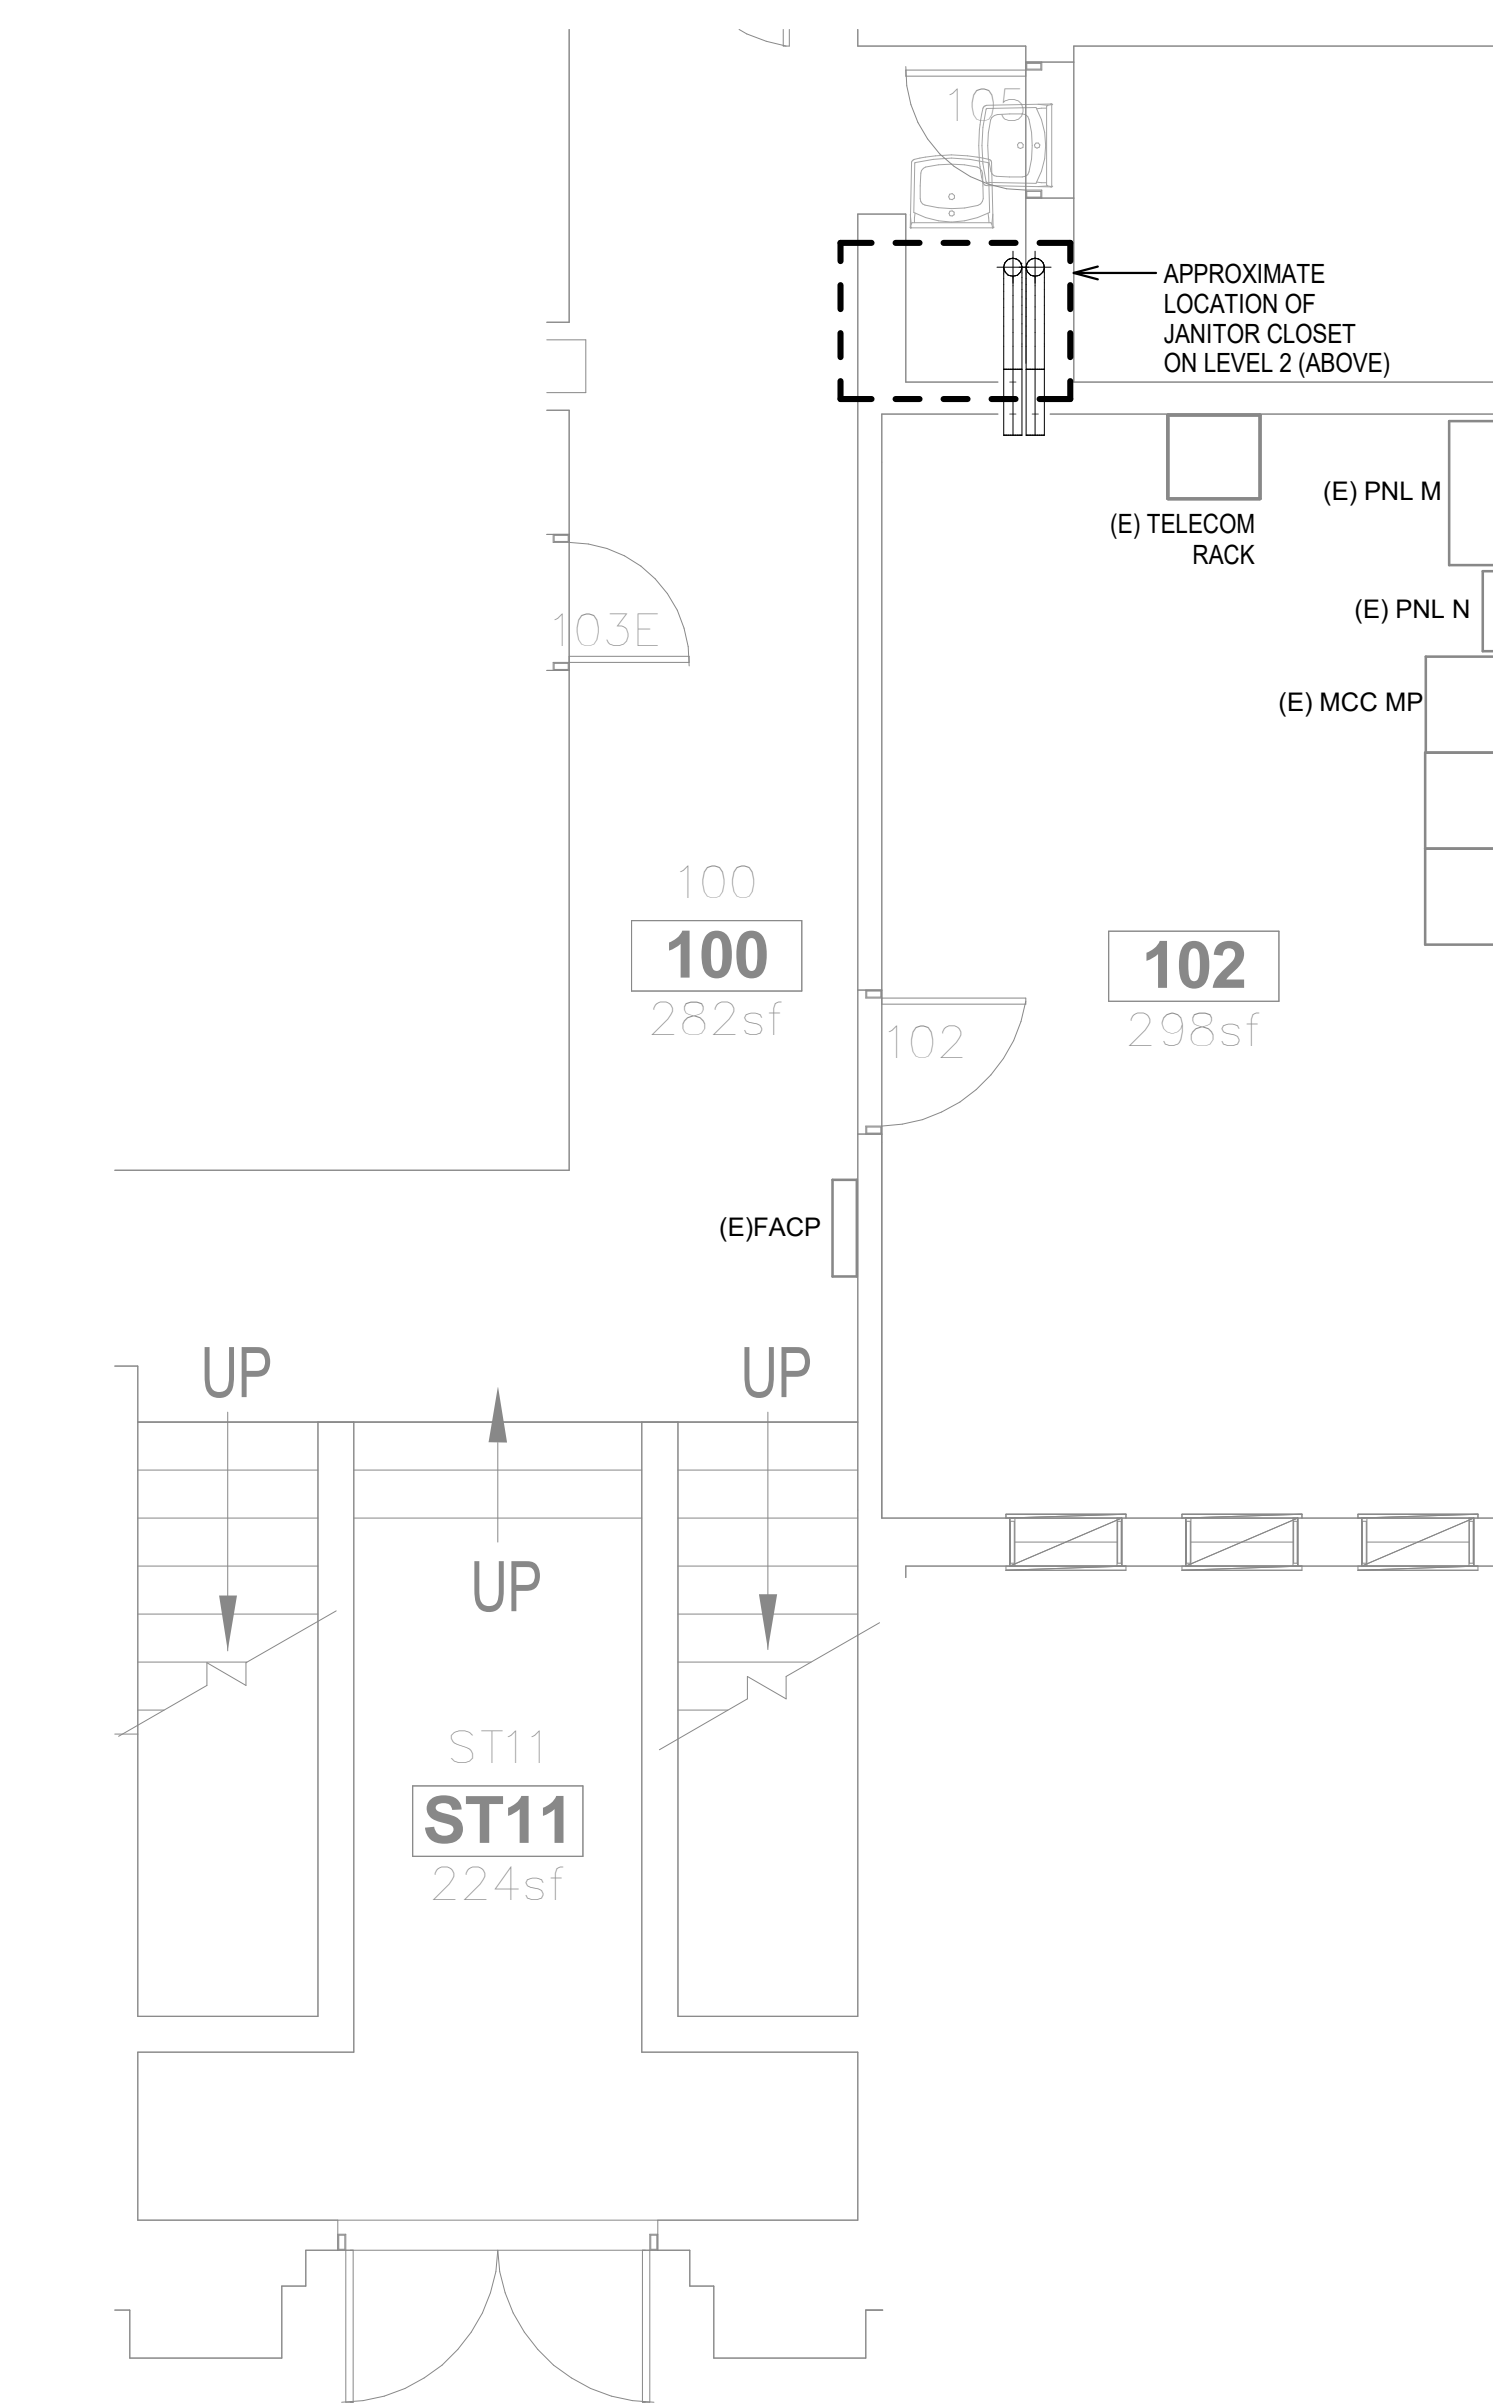 105
APPROXIMATE
LOCATION OF
JANITOR CLOSET
ON LEVEL 2 (ABOVE)
(E) PNL M
(E) TELECOM
RACK
(E) PNL N
103E
(E) MCC MP
100
100
282sf
102
298sf
102
(E)FACP
UP
UP
UP
ST11
ST11
224sf